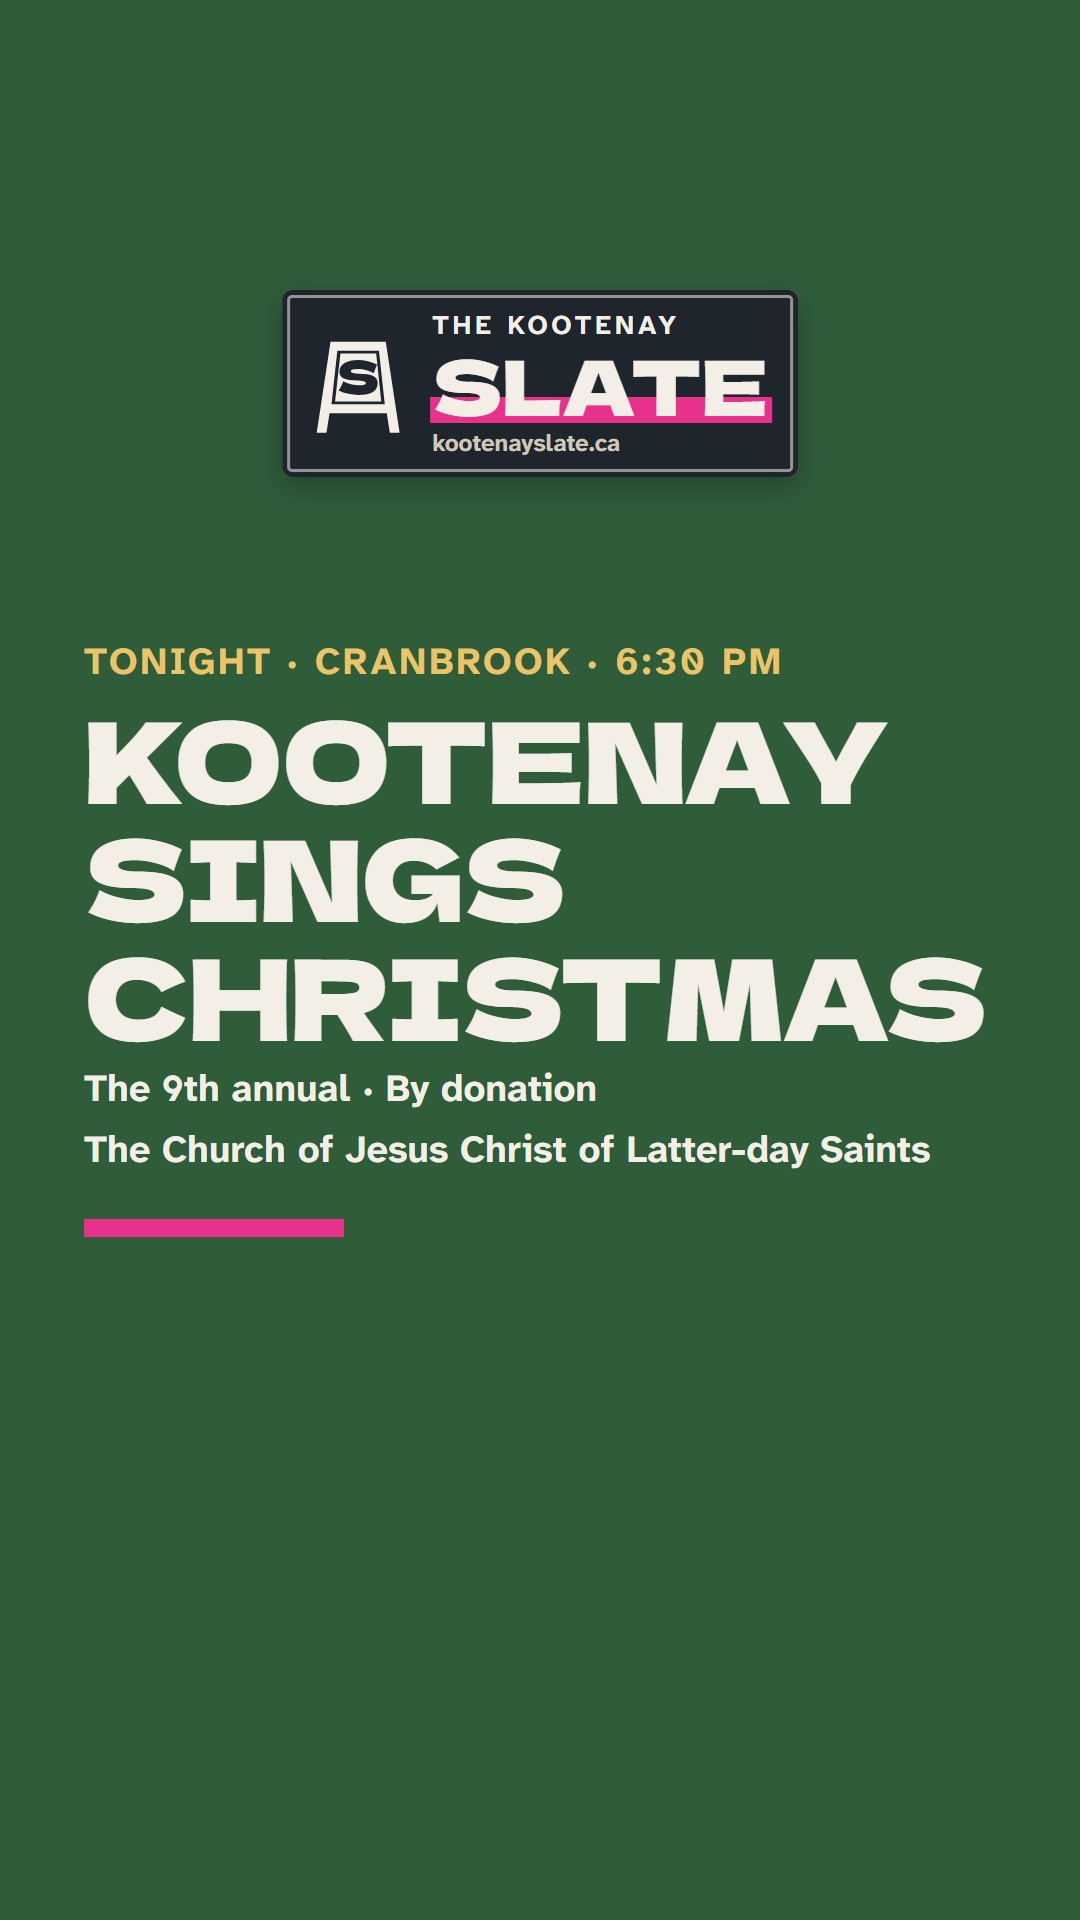 THE KOOTENAY
S
SLATE
kootenayslate.ca
TONIGHT · CRANBROOK · 6:30 PM
KOOTENAY
SINGS
CHRISTMAS
The 9th annual · By donation
The Church of Jesus Christ of Latter-day Saints